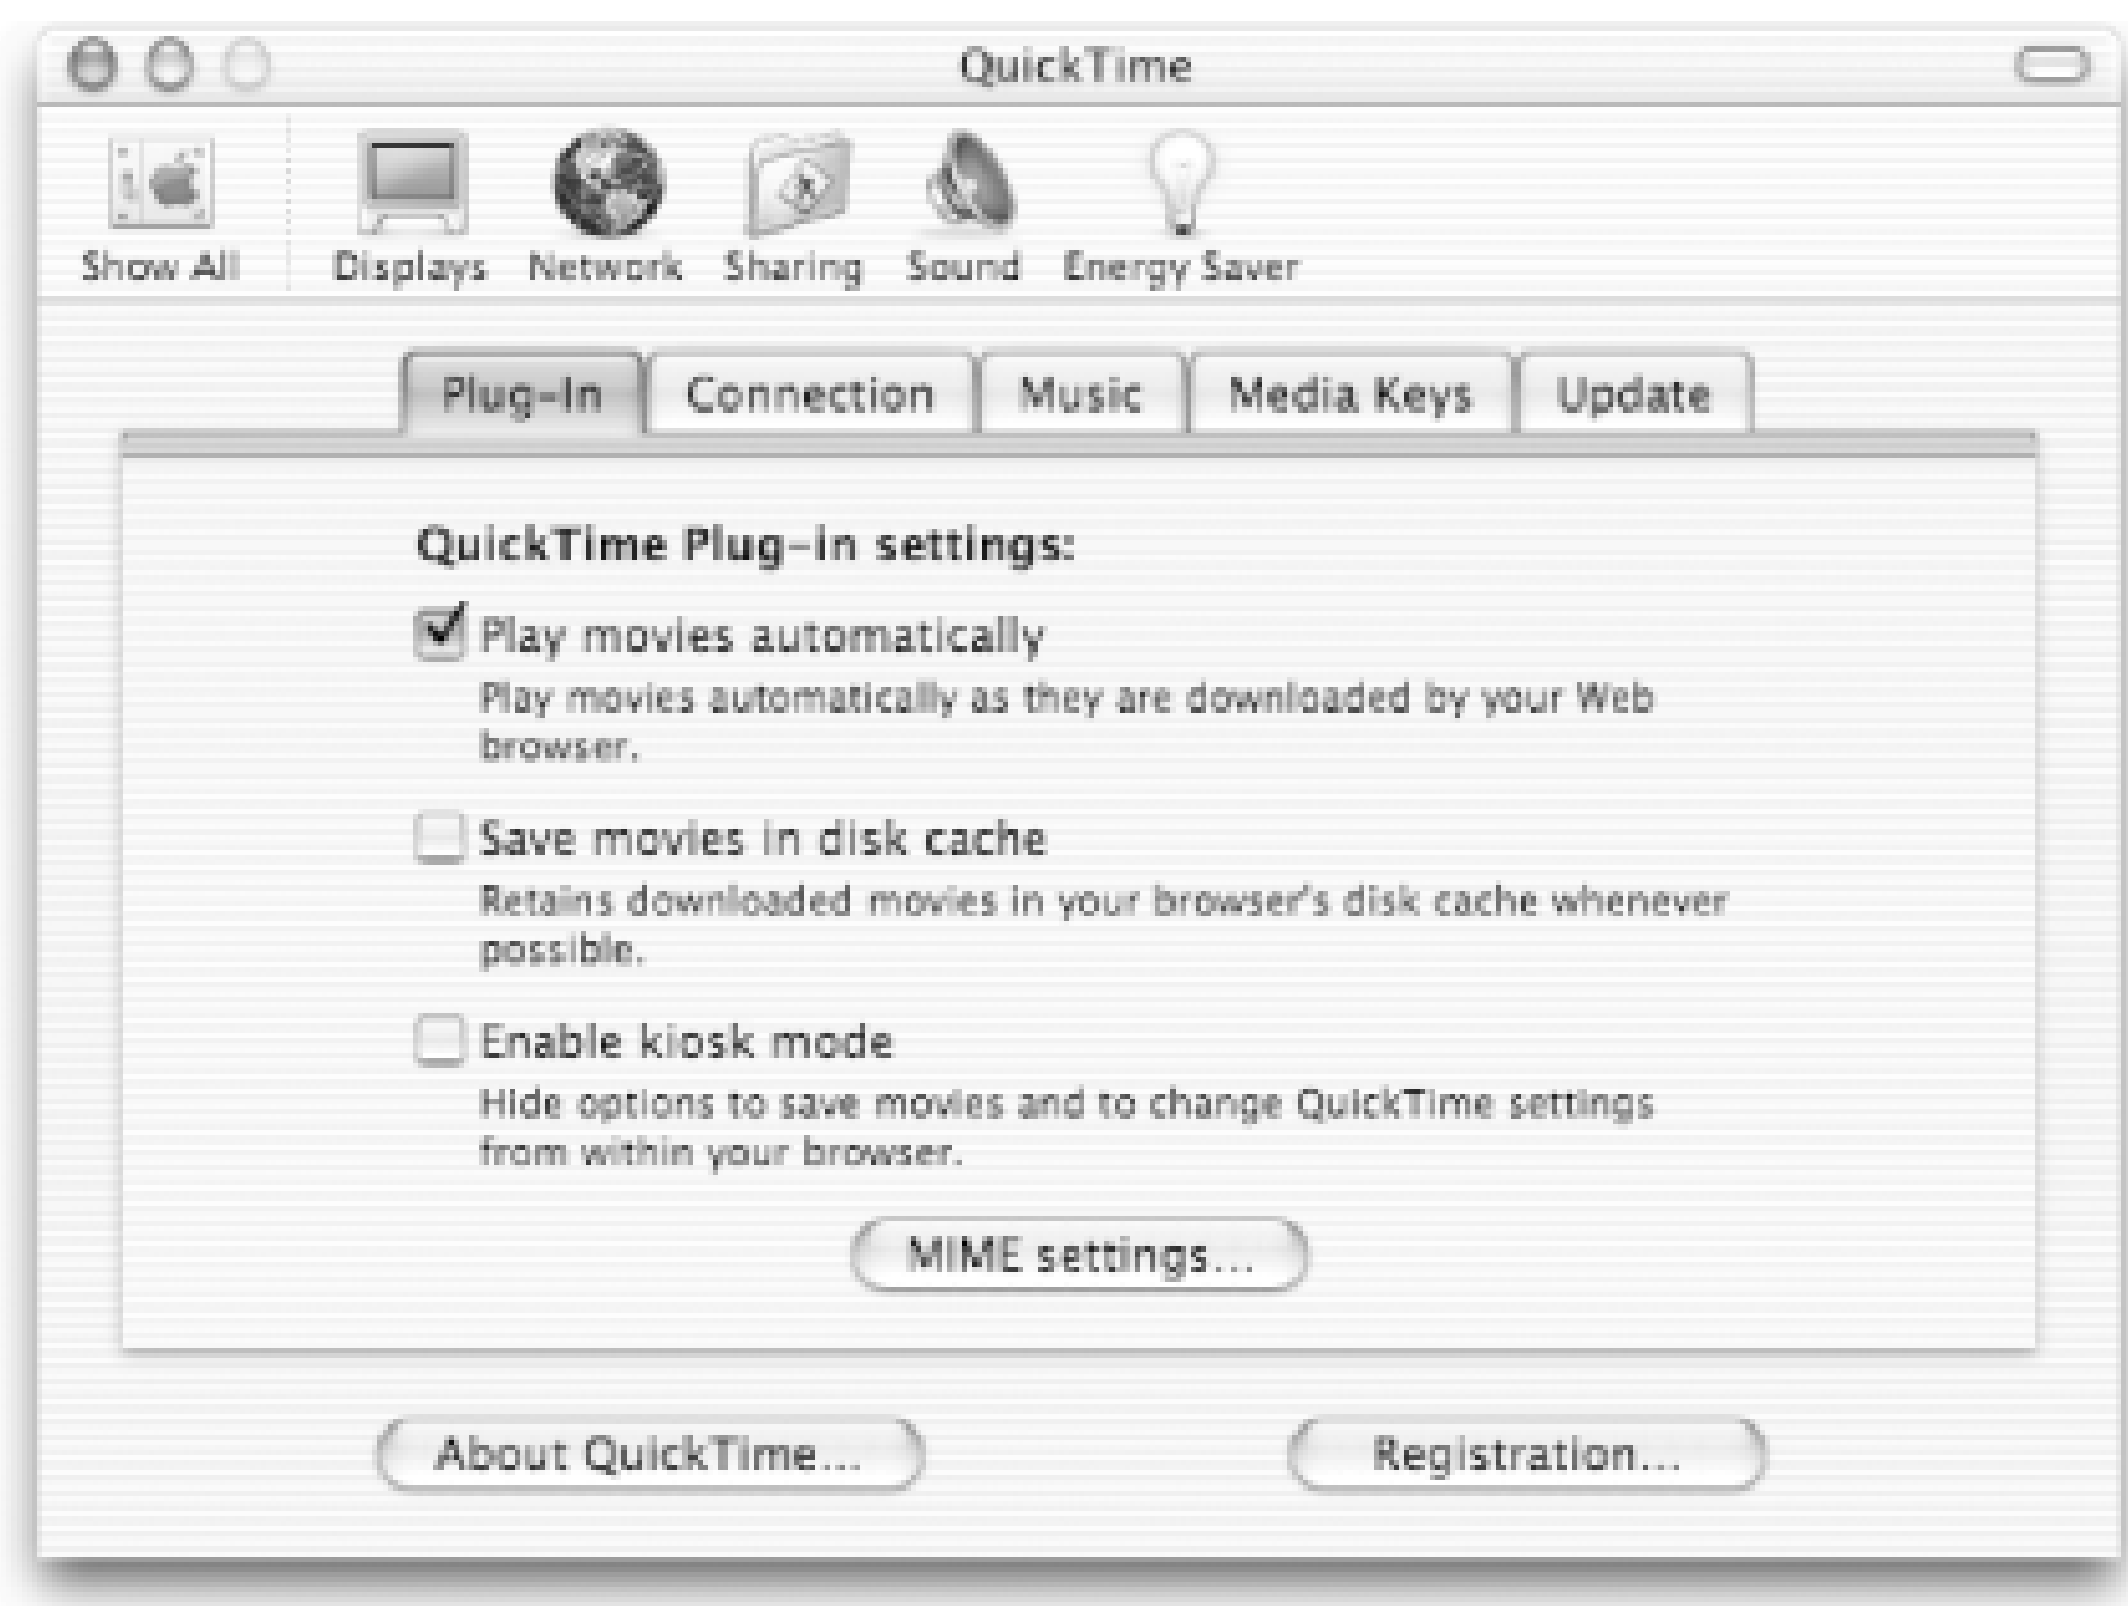 QuickTime
Show All Displays Network Sharing Sound Energy Saver
Plug-In Connection Music Media Keys Update
QuickTime Plug-in settings:
Play movies automatically
Play movies automatically as they are downloaded by your Web
browser.
Save movies in disk cache
Retains downloaded movies in your browser's disk cache whenever
possible.
Enable kiosk mode
Hide options to save movies and to change QuickTime settings
from within your browser.
MIME settings...
About QuickTime... Registration...